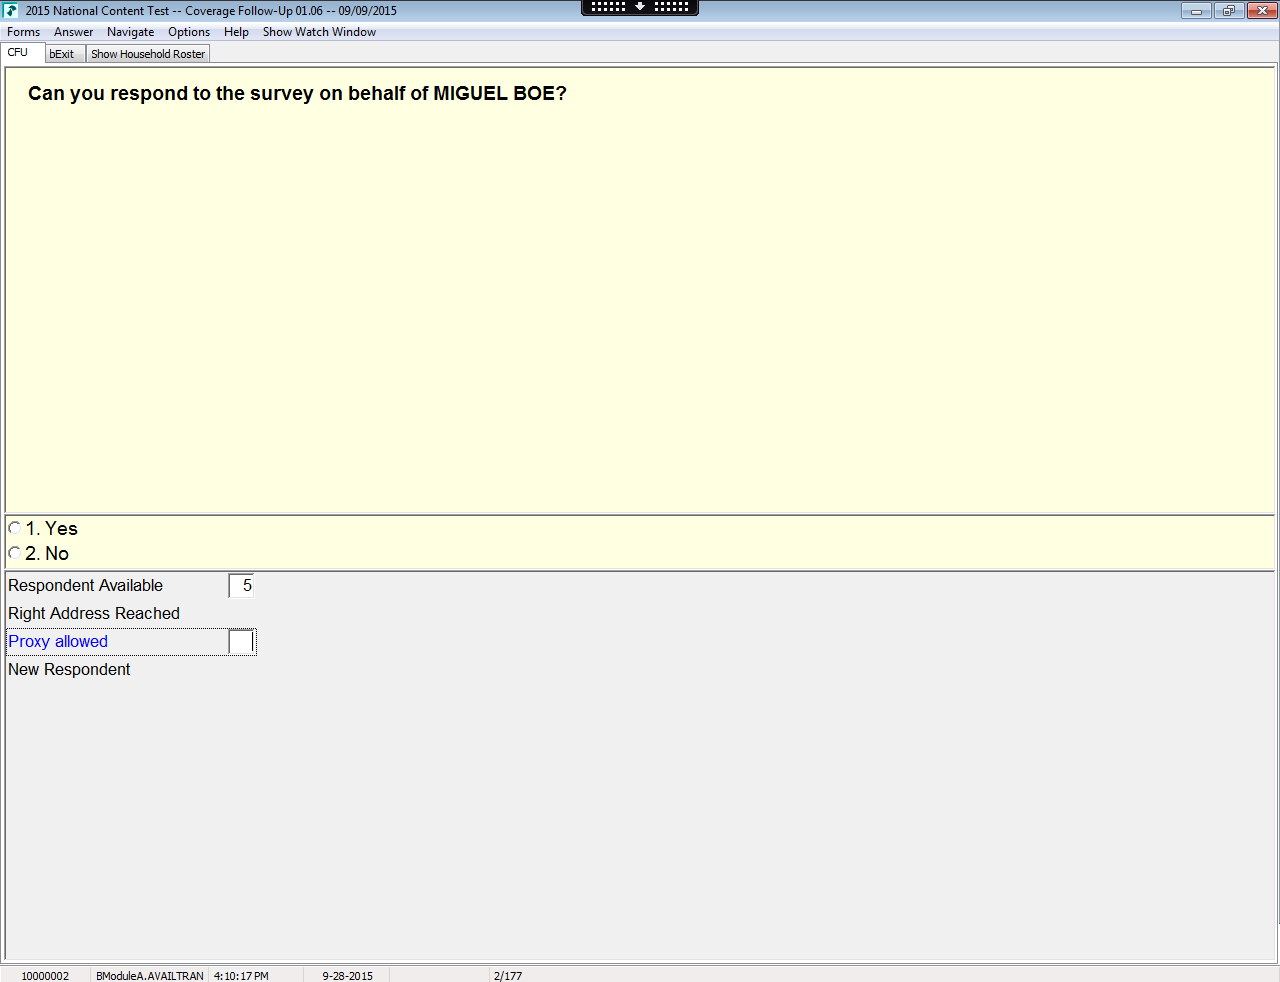 2015 National Content Test -- Coverage Follow-Up 01.06 -- 09/09/2015
Forms Answer Navigate Options Help Show Watch Window
CFU bExit Show Household Roster
Can you respond to the survey on behalf of MIGUEL BOE?
1. Yes
2. No
Respondent Available 5
Right Address Reached
Proxy allowed
New Respondent
10000002 BModuleA.AVAILTRAN 4:10:17 PM 9-28-2015 2/177